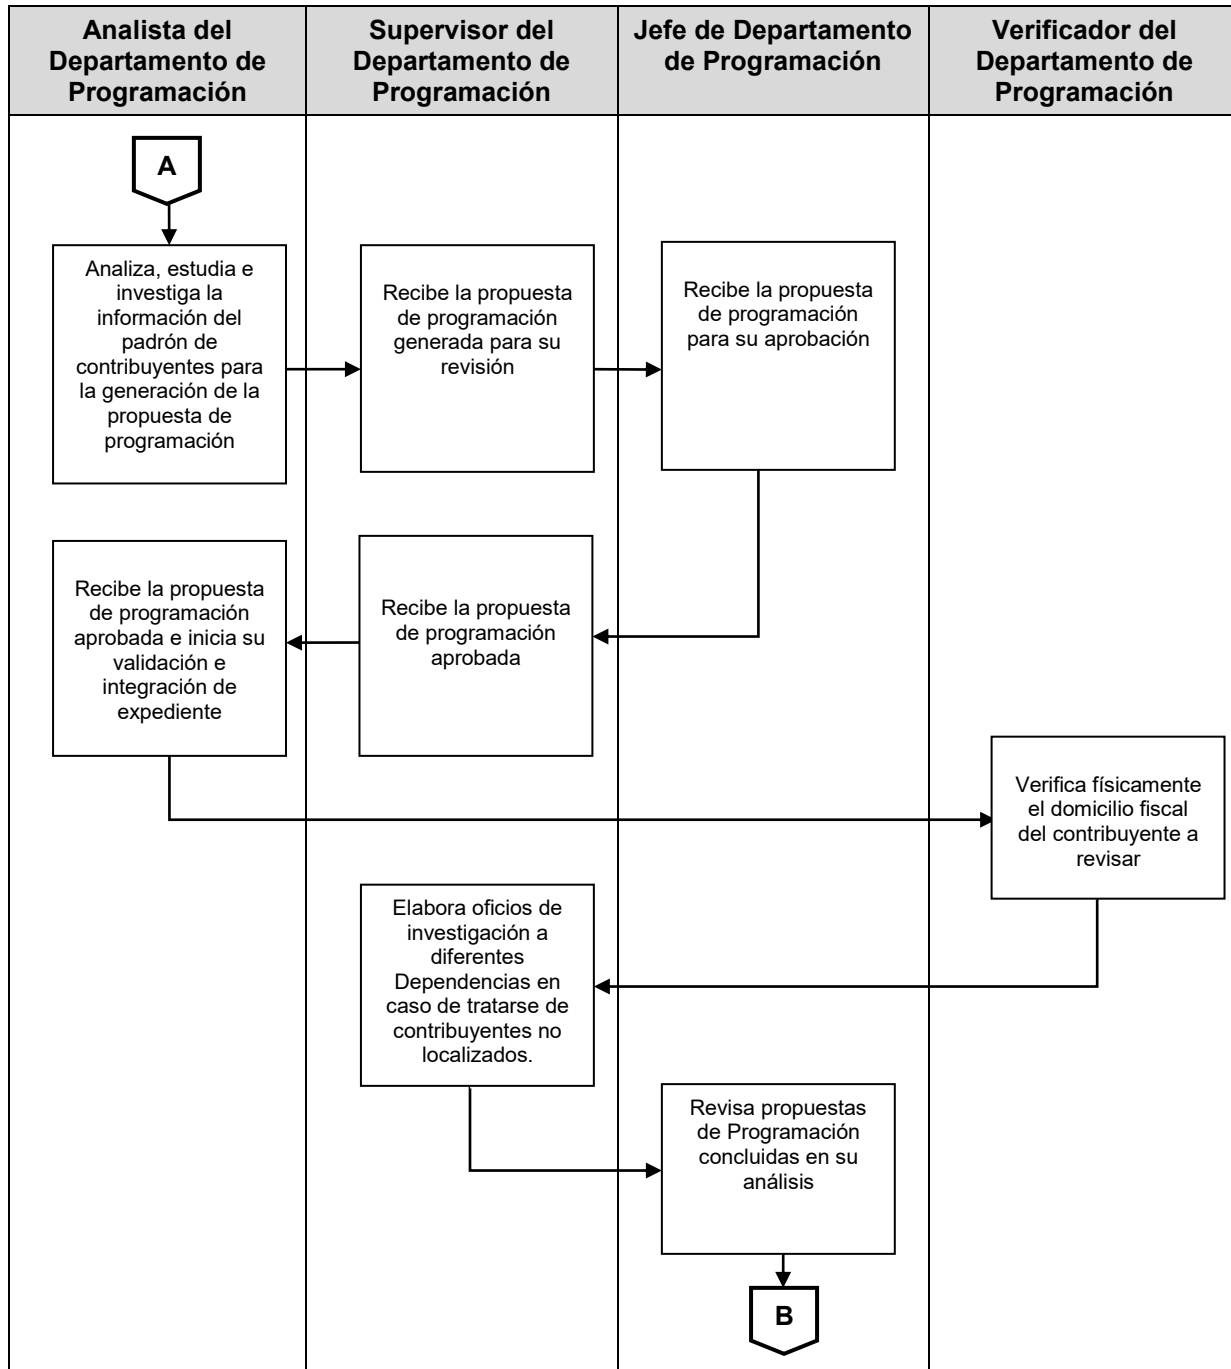 Analista del
Departamento de
Programación
Supervisor del
Departamento de
Programación
Jefe de Departamento
de Programación
Verificador del
Departamento de
Programación
A
Analiza, estudia e
investiga la
información del
padrón de
contribuyentes para
la generación de la
propuesta de
programación
Recibe la propuesta
de programación
generada para su
revisión
Recibe la propuesta
de programación
para su aprobación
Recibe la propuesta
de programación
aprobada e inicia su
validación e
integración de
expediente
Recibe la propuesta
de programación
aprobada
Verifica físicamente
el domicilio fiscal
del contribuyente a
revisar
Elabora oficios de
investigación a
diferentes
Dependencias en
caso de tratarse de
contribuyentes no
localizados.
Revisa propuestas
de Programación
concluidas en su
análisis
B